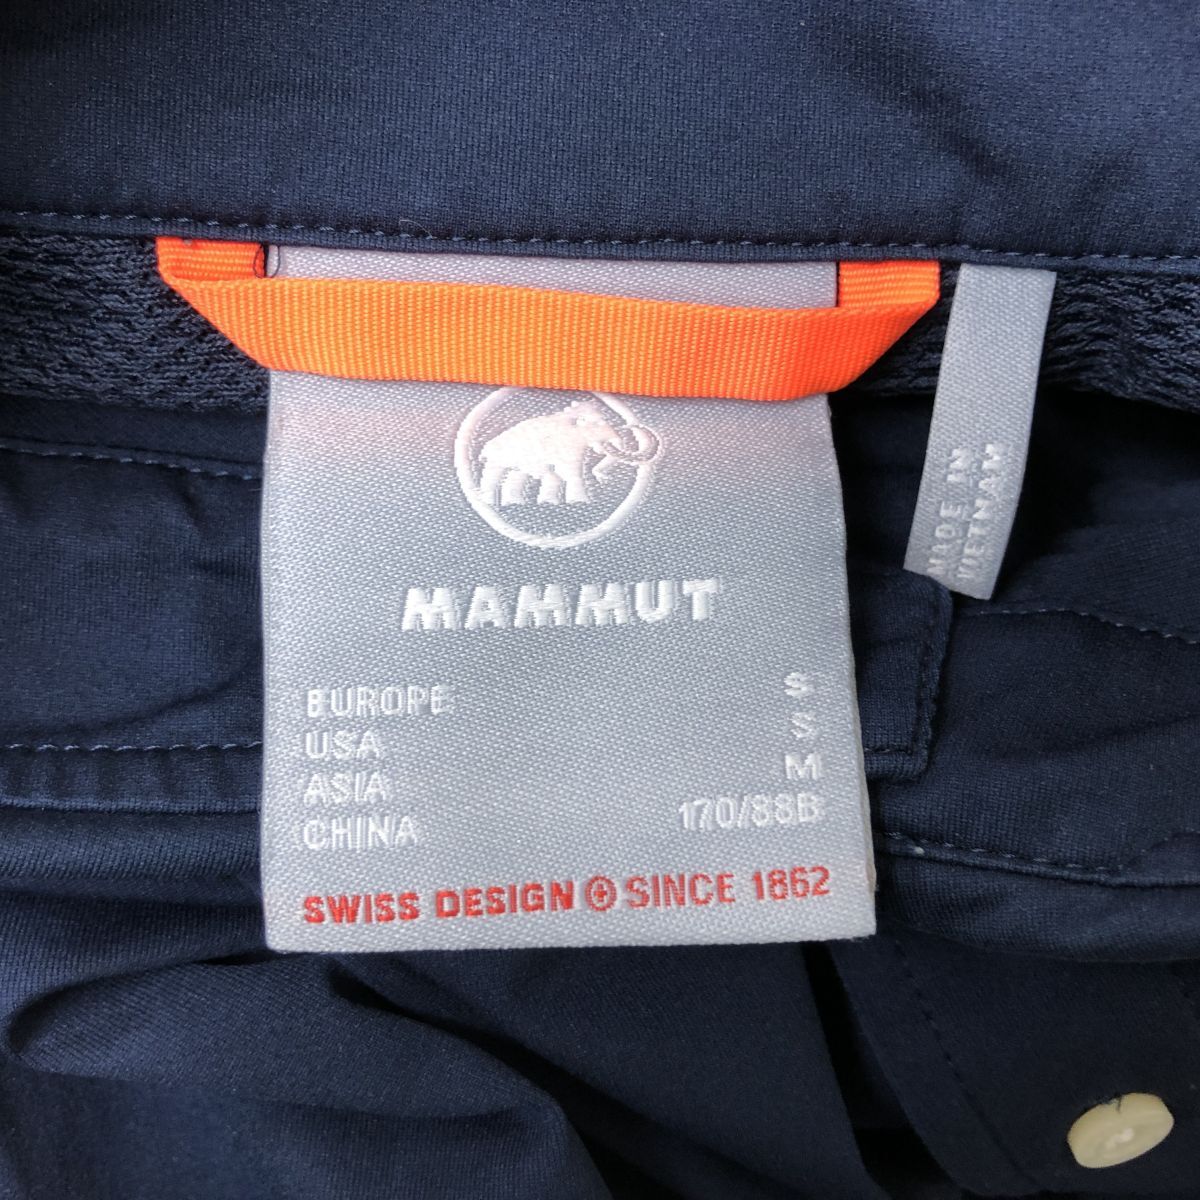 MAMMUT
EUROPE S
USA S
ASIA M
CHINA 170/88B
SWISS DESIGN SINCE 1862
MADE IN
VIETNAM